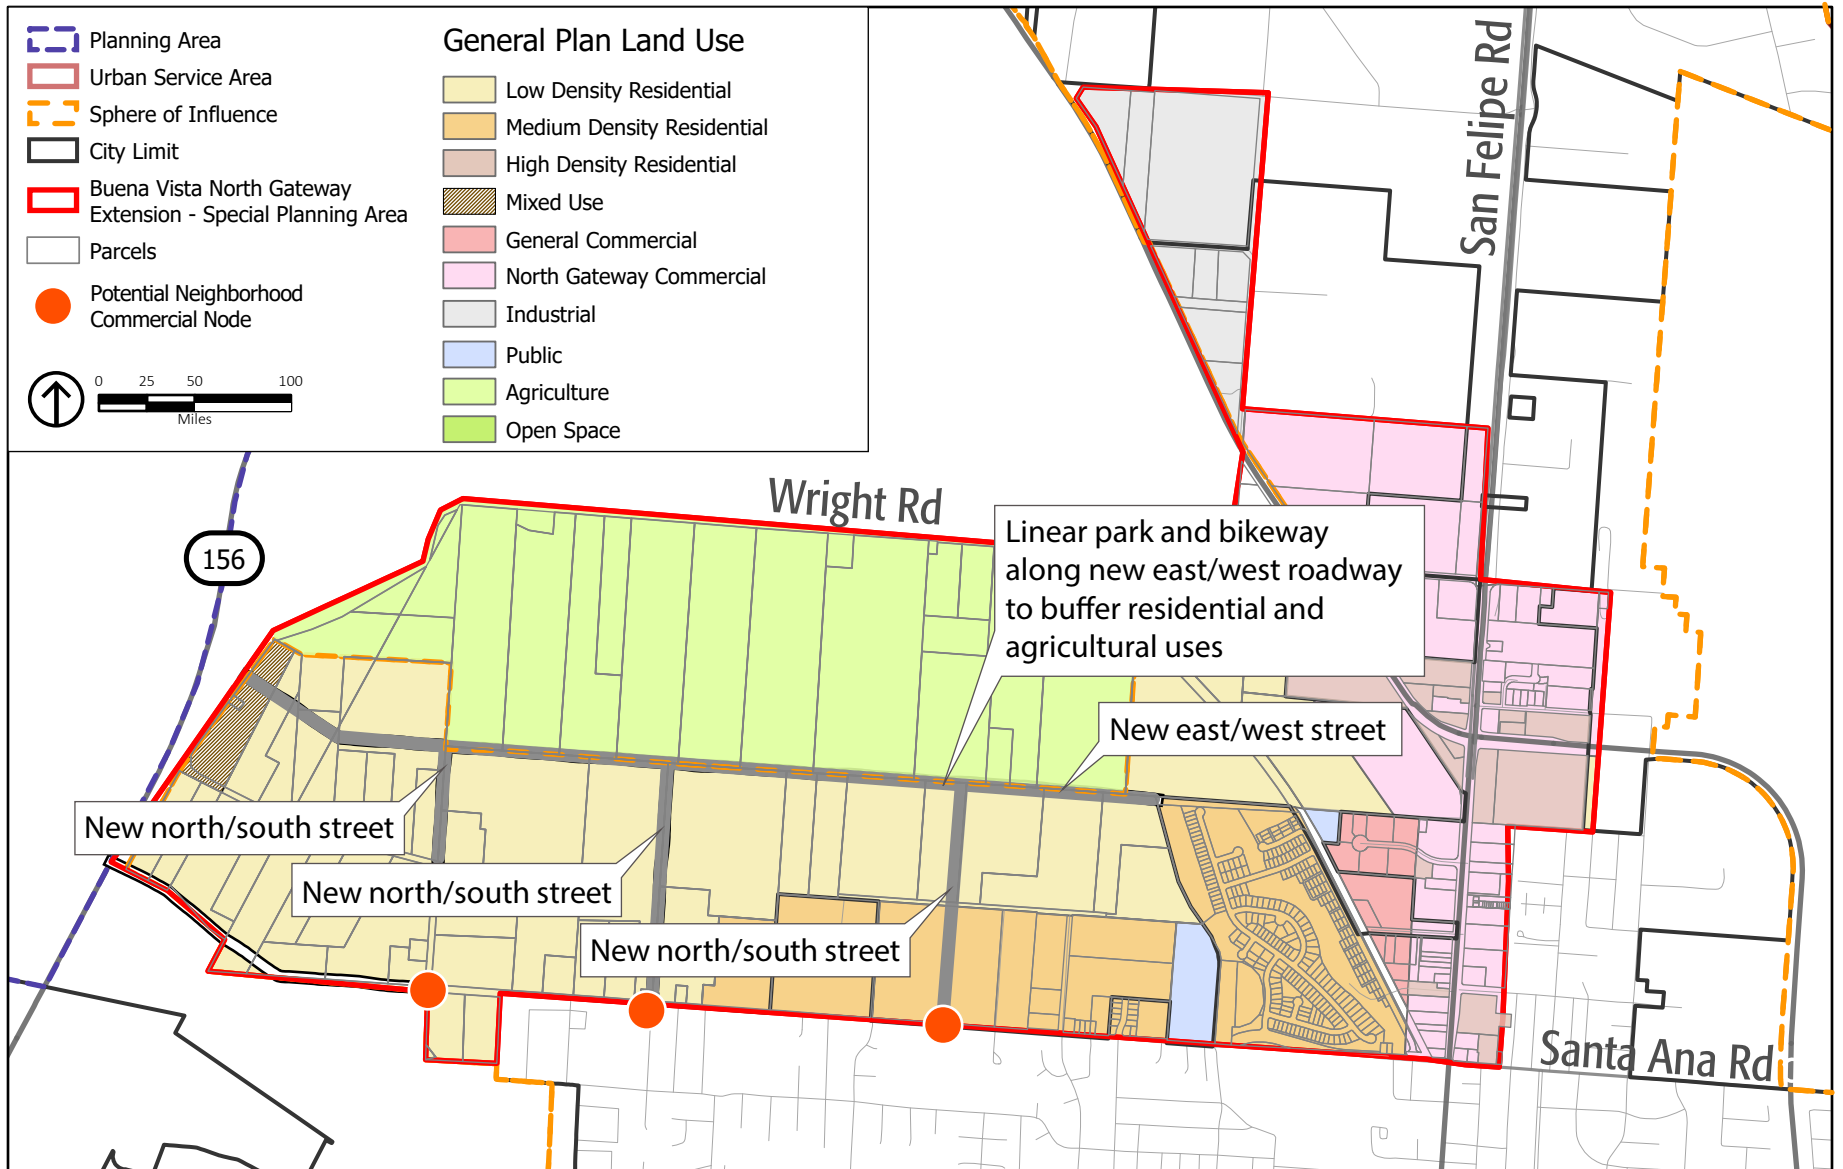 Planning Area
Urban Service Area
Sphere of Influence
City Limit
Buena Vista North Gateway
Extension - Special Planning Area
Parcels
Potential Neighborhood
Commercial Node
0 25 50 100
Miles
General Plan Land Use
Low Density Residential
Medium Density Residential
High Density Residential
Mixed Use
General Commercial
North Gateway Commercial
Industrial
Public
Agriculture
Open Space
San Felipe Rd
Wright Rd
156
Linear park and bikeway
along new east/west roadway
to buffer residential and
agricultural uses
New east/west street
New north/south street
New north/south street
New north/south street
Santa Ana Rd